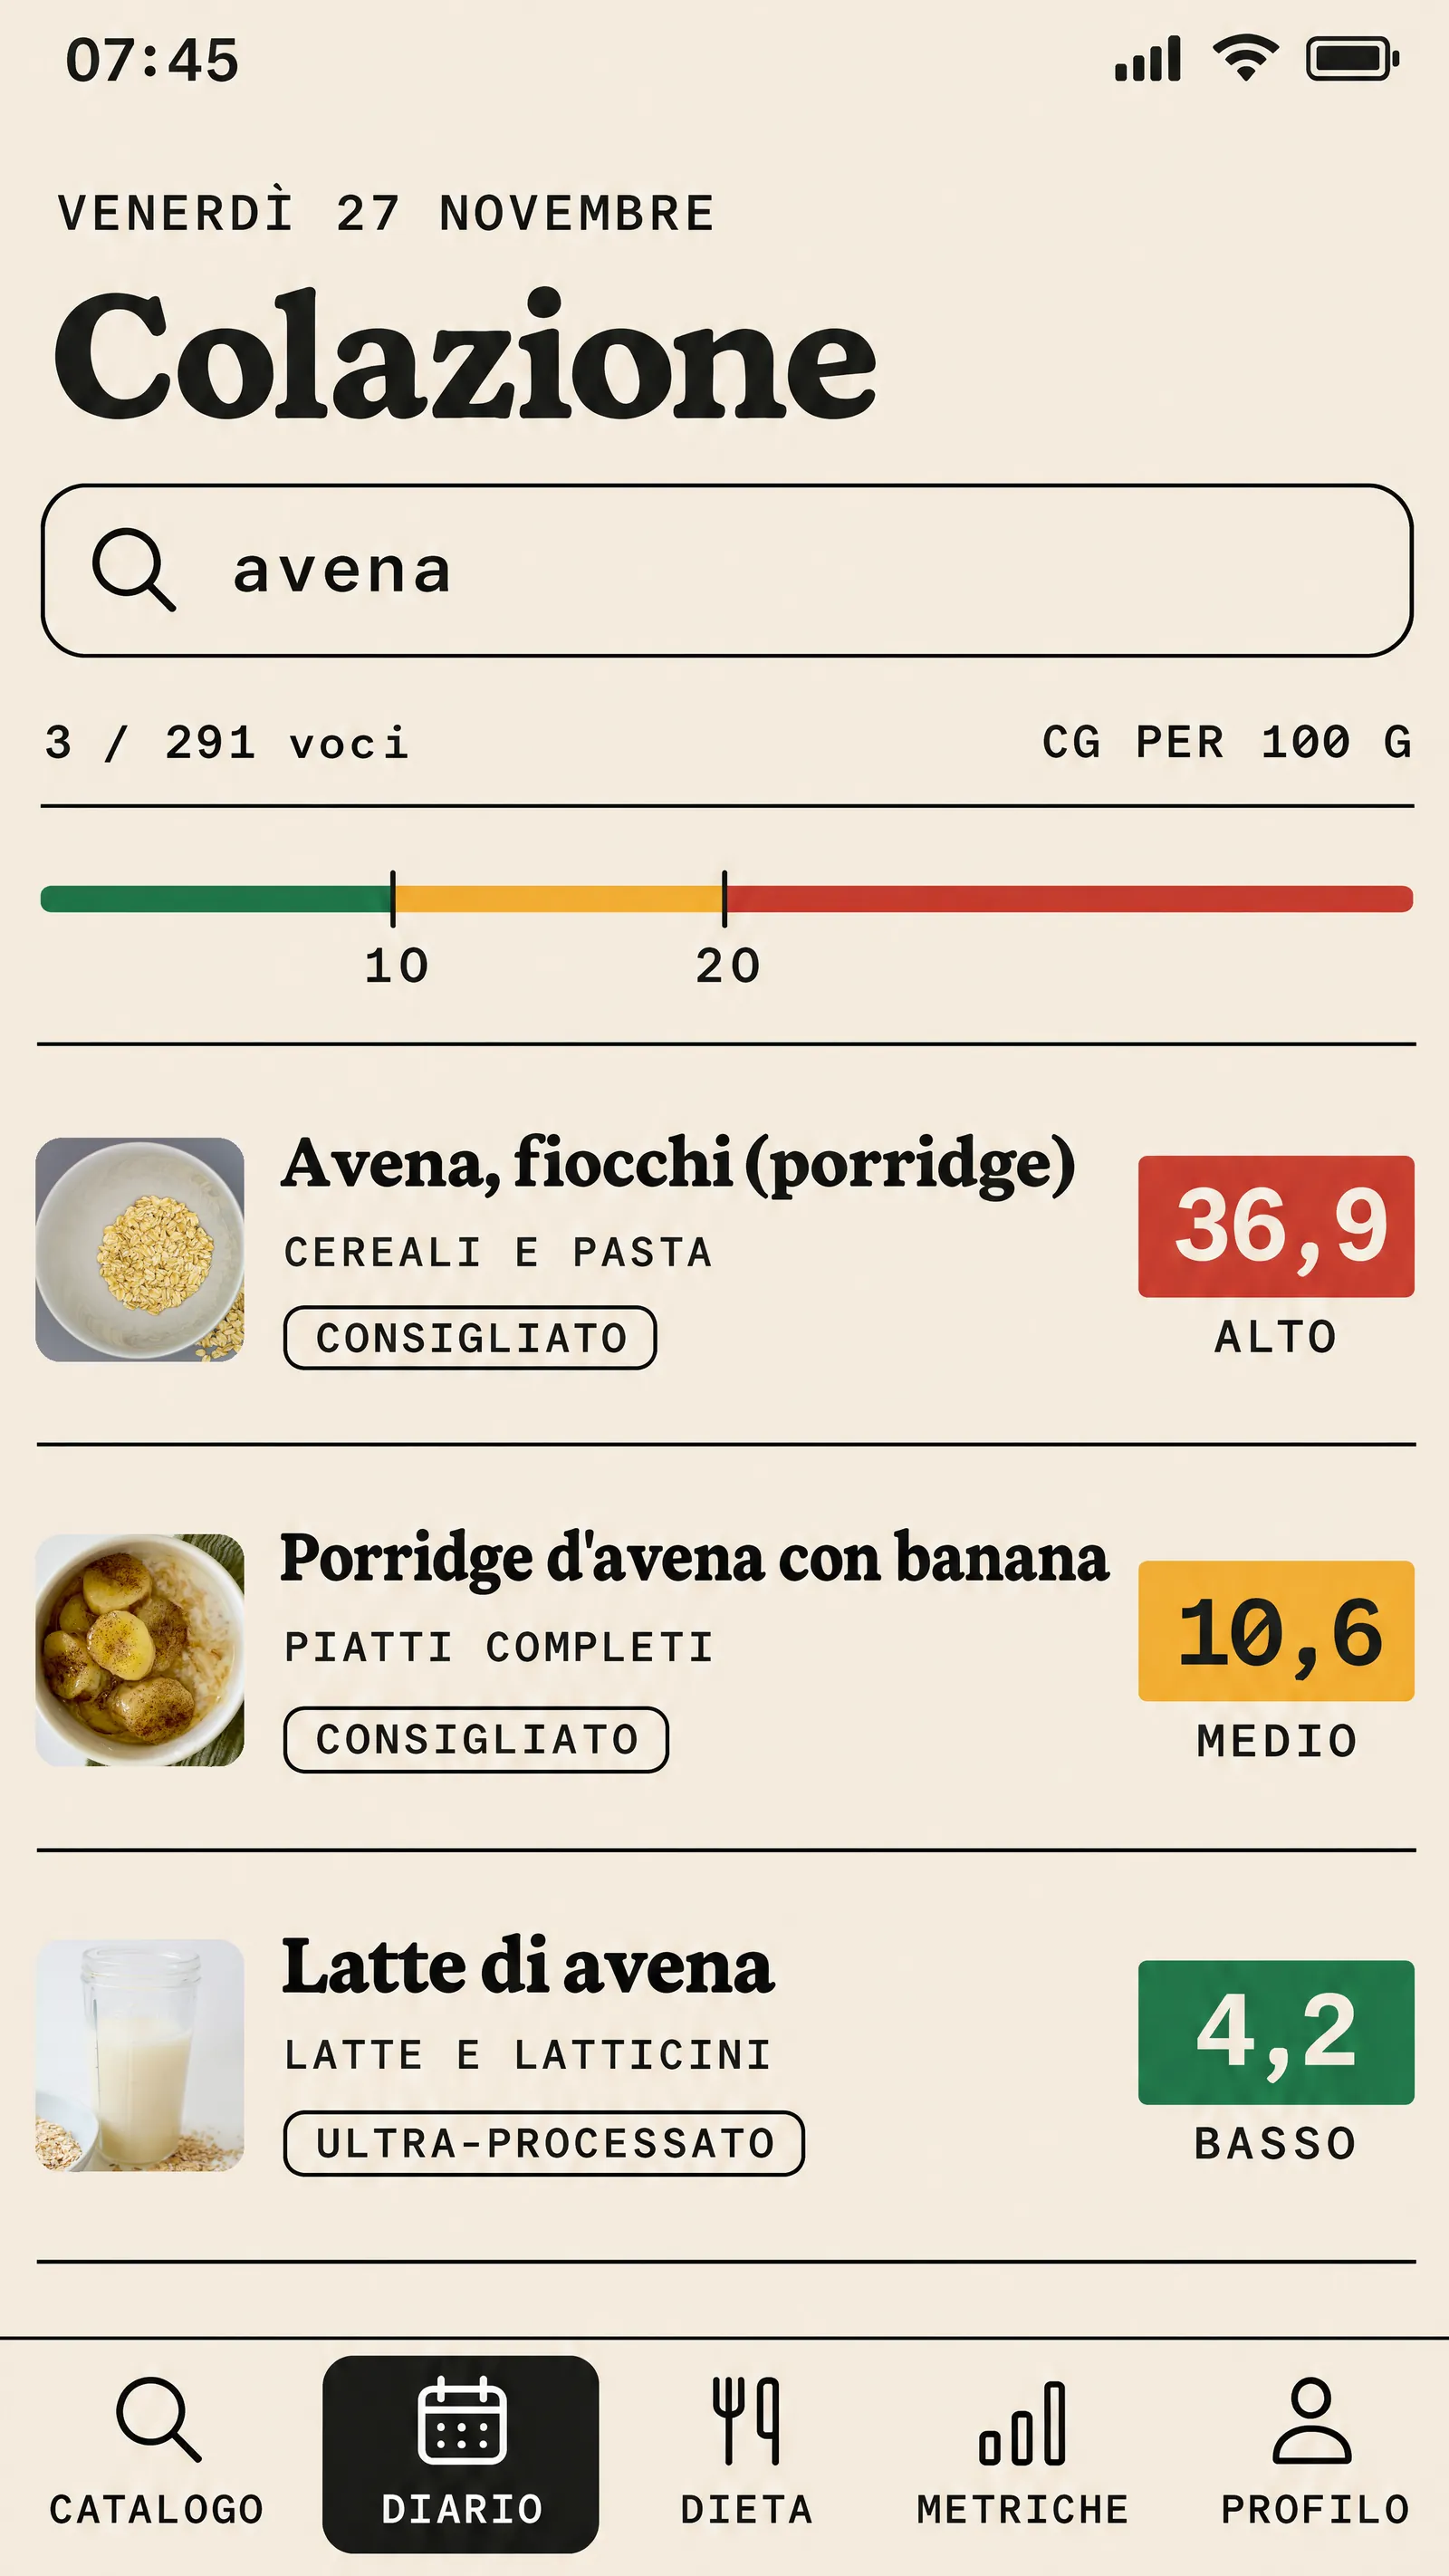 07:45
VENERDÌ 27 NOVEMBRE
Colazione
avena
3 / 291 voci
CG PER 100 G
10
20
Avena, fiocchi (porridge)
CEREALI E PASTA
CONSIGLIATO
36,9
ALTO
Porridge d'avena con banana
PIATTI COMPLETI
CONSIGLIATO
10,6
MEDIO
Latte di avena
LATTE E LATTICINI
ULTRA-PROCESSATO
4,2
BASSO
CATALOGO
DIARIO
DIETA
METRICHE
PROFILO